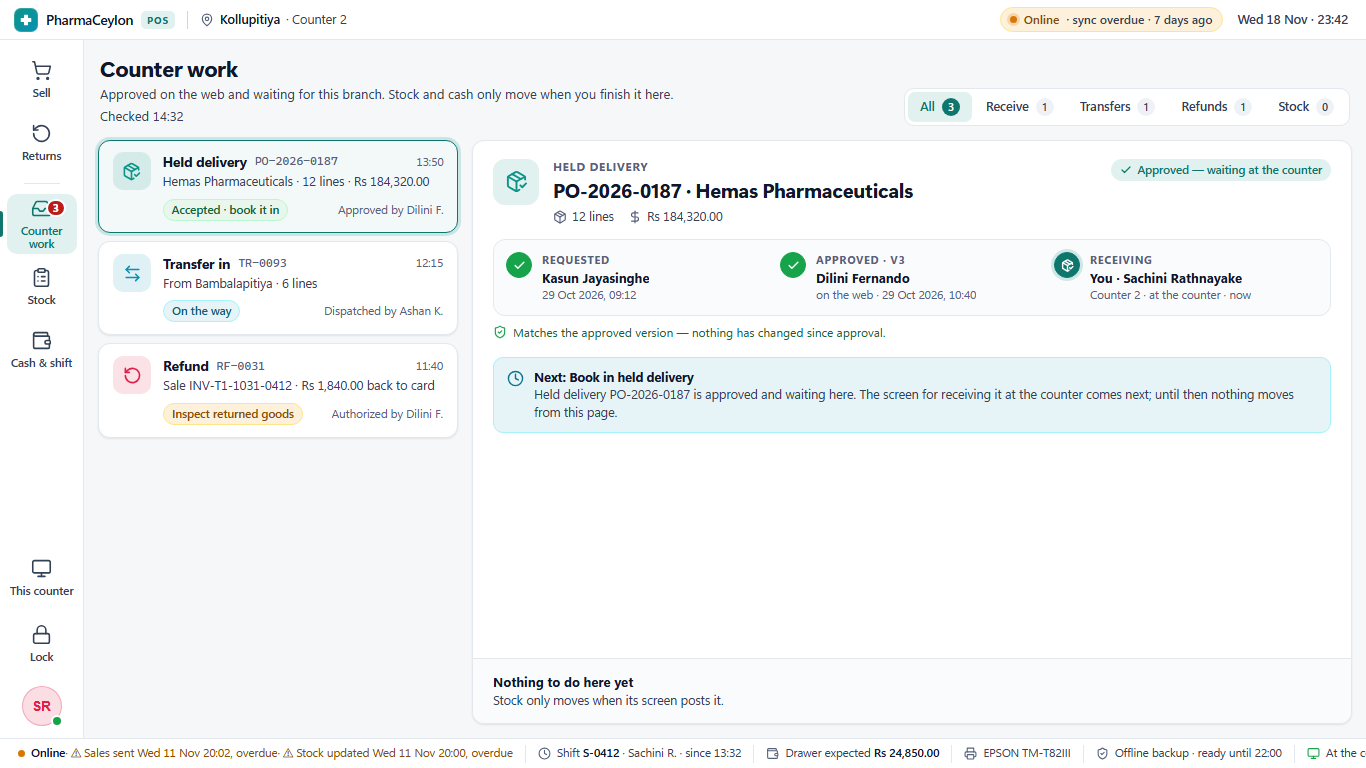 PharmaCeylon POS
Kollupitiya · Counter 2
Online · sync overdue · 7 days ago
Wed 18 Nov · 23:42
Sell
Returns
3
Counter work
Stock
Cash & shift
This counter
Lock
SR
Counter work
Approved on the web and waiting for this branch. Stock and cash only move when you finish it here.
Checked 14:32
All 3
Receive 1
Transfers 1
Refunds 1
Stock 0
Held delivery PO-2026-0187 13:50
Hemas Pharmaceuticals · 12 lines · Rs 184,320.00
Accepted · book it in Approved by Dilini F.
Transfer in TR-0093 12:15
From Bambalapitiya · 6 lines
On the way Dispatched by Ashan K.
Refund RF-0031 11:40
Sale INV-T1-1031-0412 · Rs 1,840.00 back to card
Inspect returned goods Authorized by Dilini F.
HELD DELIVERY
Approved — waiting at the counter
PO-2026-0187 · Hemas Pharmaceuticals
12 lines Rs 184,320.00
REQUESTED
Kasun Jayasinghe
29 Oct 2026, 09:12
APPROVED · V3
Dilini Fernando
on the web · 29 Oct 2026, 10:40
RECEIVING
You · Sachini Rathnayake
Counter 2 · at the counter · now
Matches the approved version — nothing has changed since approval.
Next: Book in held delivery
Held delivery PO-2026-0187 is approved and waiting here. The screen for receiving it at the counter comes next; until then nothing moves
from this page.
Nothing to do here yet
Stock only moves when its screen posts it.
Online · ⚠ Sales sent Wed 11 Nov 20:02, overdue · ⚠ Stock updated Wed 11 Nov 20:00, overdue
Shift S-0412 · Sachini R. · since 13:32
Drawer expected Rs 24,850.00
EPSON TM-T82III
Offline backup · ready until 22:00
At the